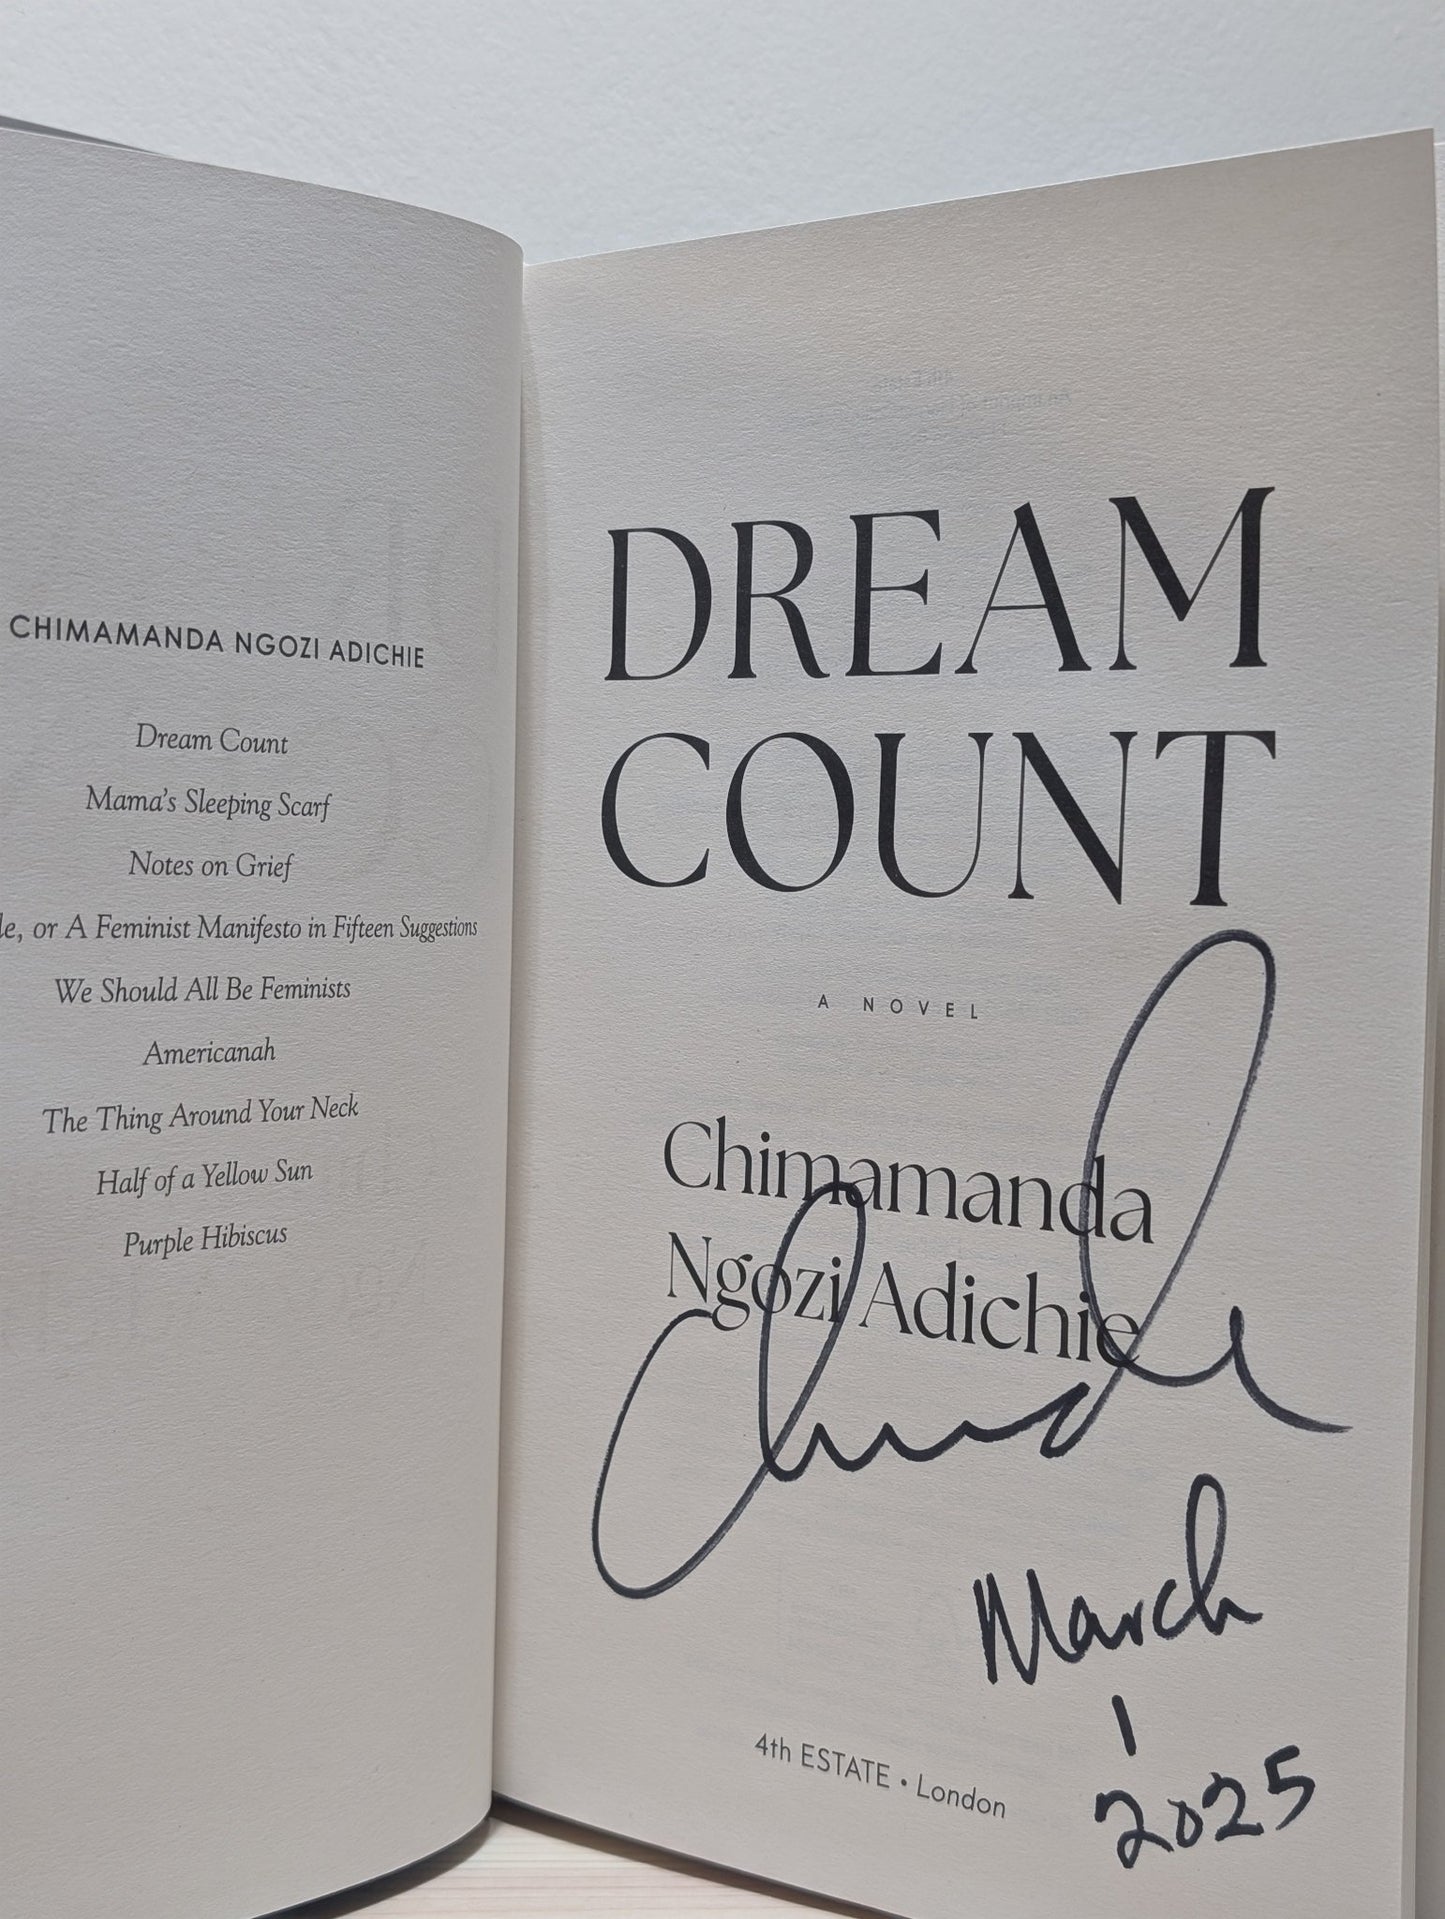 CHIMAMANDA NGOZI ADICHIE
Dream Count
Mama's Sleeping Scarf
Notes on Grief
le, or A Feminist Manifesto in Fifteen Suggestions
We Should All Be Feminists
Americanah
The Thing Around Your Neck
Half of a Yellow Sun
Purple Hibiscus
DREAM
COUNT
A NOVEL
Chimamanda
Ngozi Adichie
March
1
2025
4th ESTATE • London